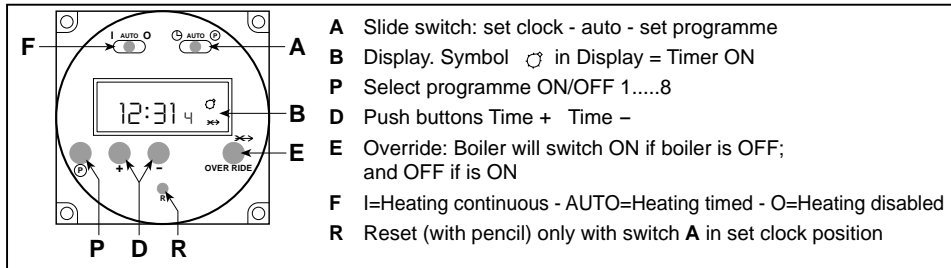 I AUTO O
AUTO P
F
A
12:31 4
B
E
P
+
-
OVER RIDE
R
P D R
A Slide switch: set clock - auto - set programme
B Display. Symbol in Display = Timer ON
P Select programme ON/OFF 1.....8
D Push buttons Time + Time –
E Override: Boiler will switch ON if boiler is OFF;
and OFF if is ON
F I=Heating continuous - AUTO=Heating timed - O=Heating disabled
R Reset (with pencil) only with switch A in set clock position